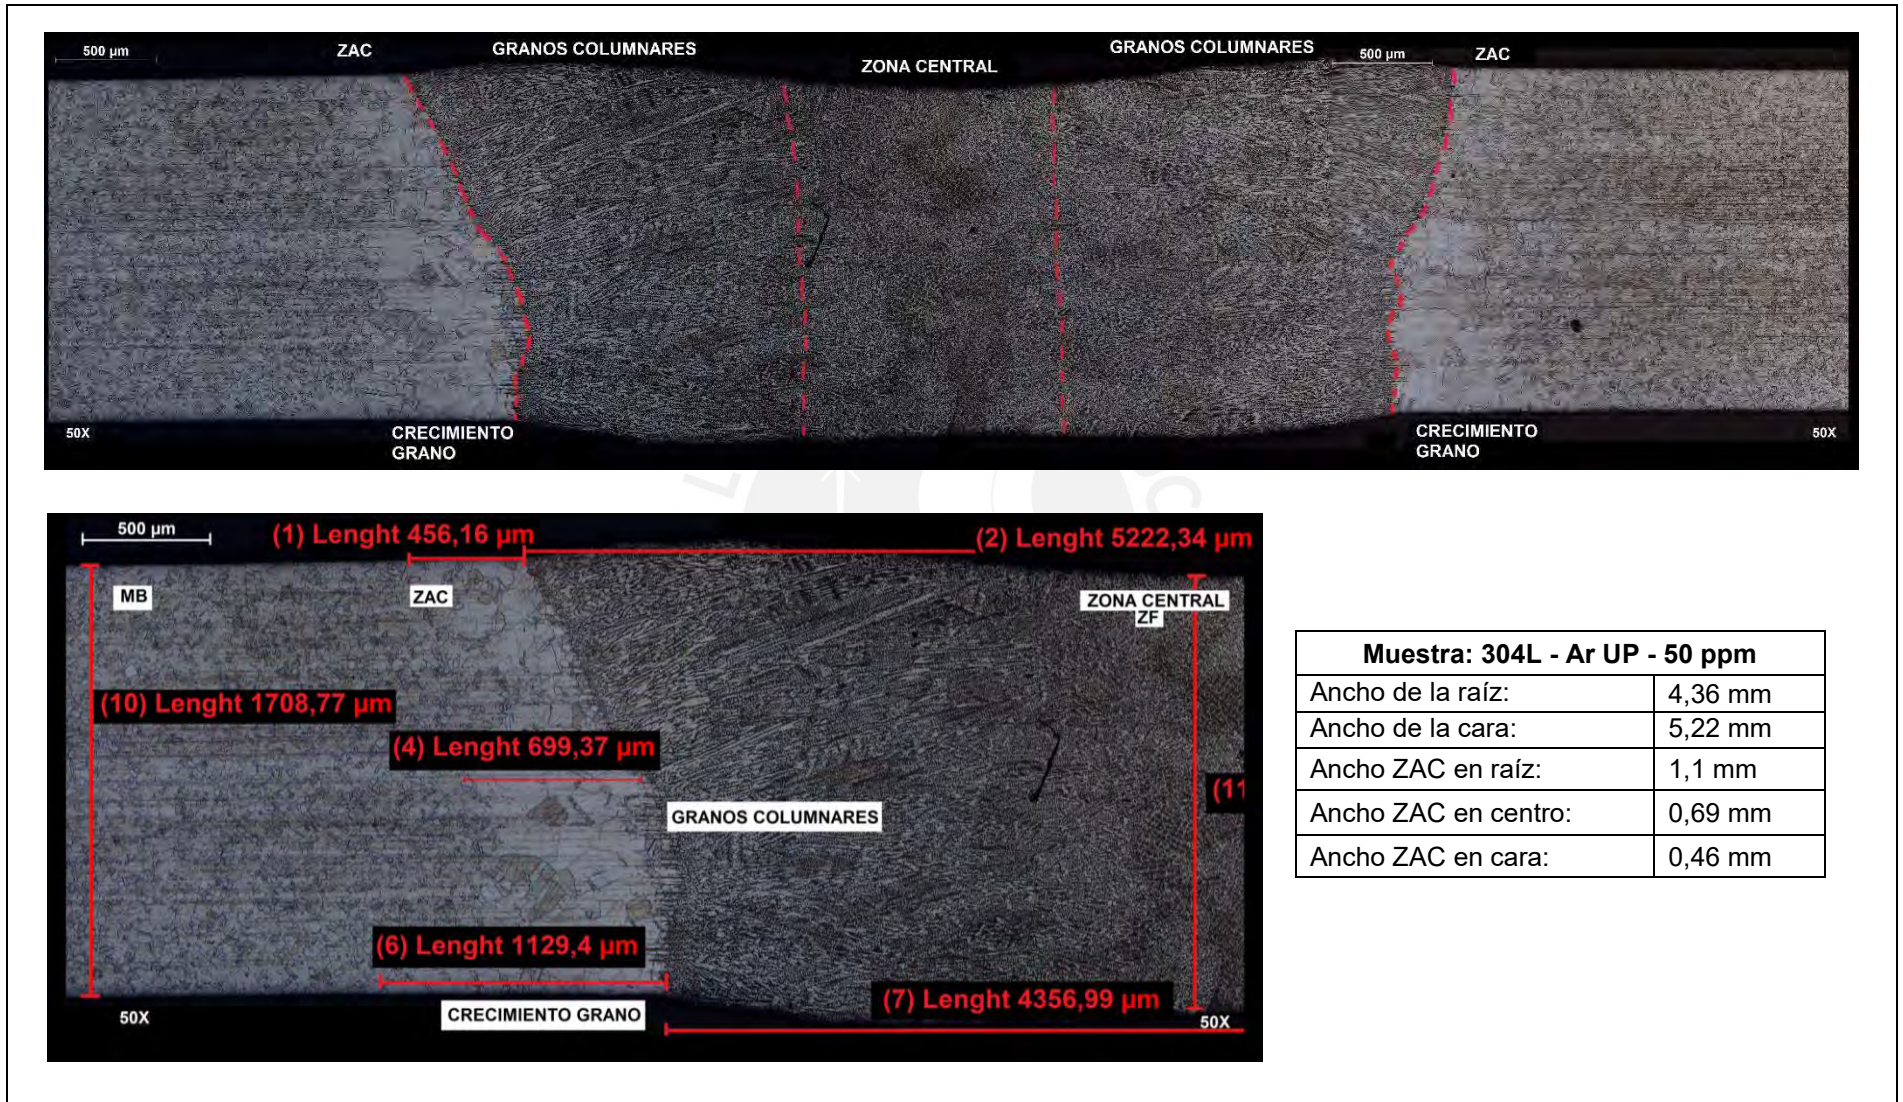 500 µm
ZAC
GRANOS COLUMNARES
ZONA CENTRAL
GRANOS COLUMNARES
500 µm
ZAC
50X
CRECIMIENTO
GRANO
CRECIMIENTO
GRANO
50X
500 µm
(1) Lenght 456,16 µm
(2) Lenght 5222,34 µm
MB
ZAC
ZONA CENTRAL
ZF
(10) Lenght 1708,77 µm
(4) Lenght 699,37 µm
(11
GRANOS COLUMNARES
(6) Lenght 1129,4 µm
(7) Lenght 4356,99 µm
50X
CRECIMIENTO GRANO
50X
Muestra: 304L - Ar UP - 50 ppm
Ancho de la raíz: 4,36 mm
Ancho de la cara: 5,22 mm
Ancho ZAC en raíz: 1,1 mm
Ancho ZAC en centro: 0,69 mm
Ancho ZAC en cara: 0,46 mm